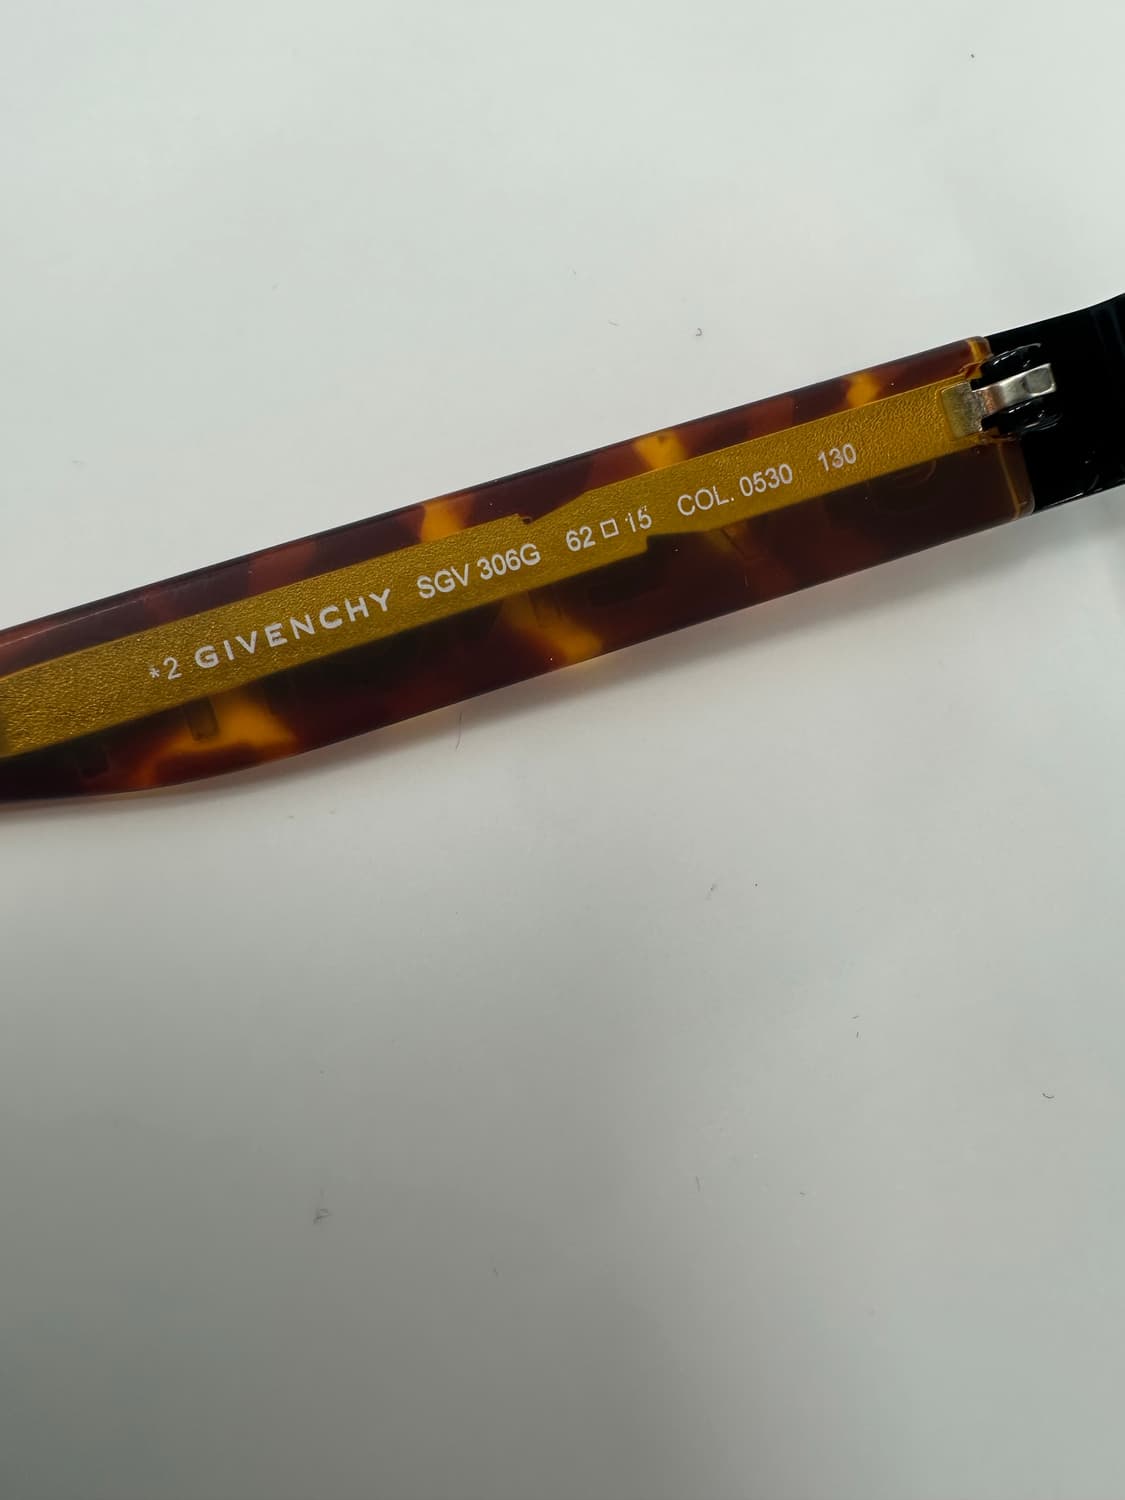 *2 GIVENCHY SGV 306G 62□15 COL. 0530 130